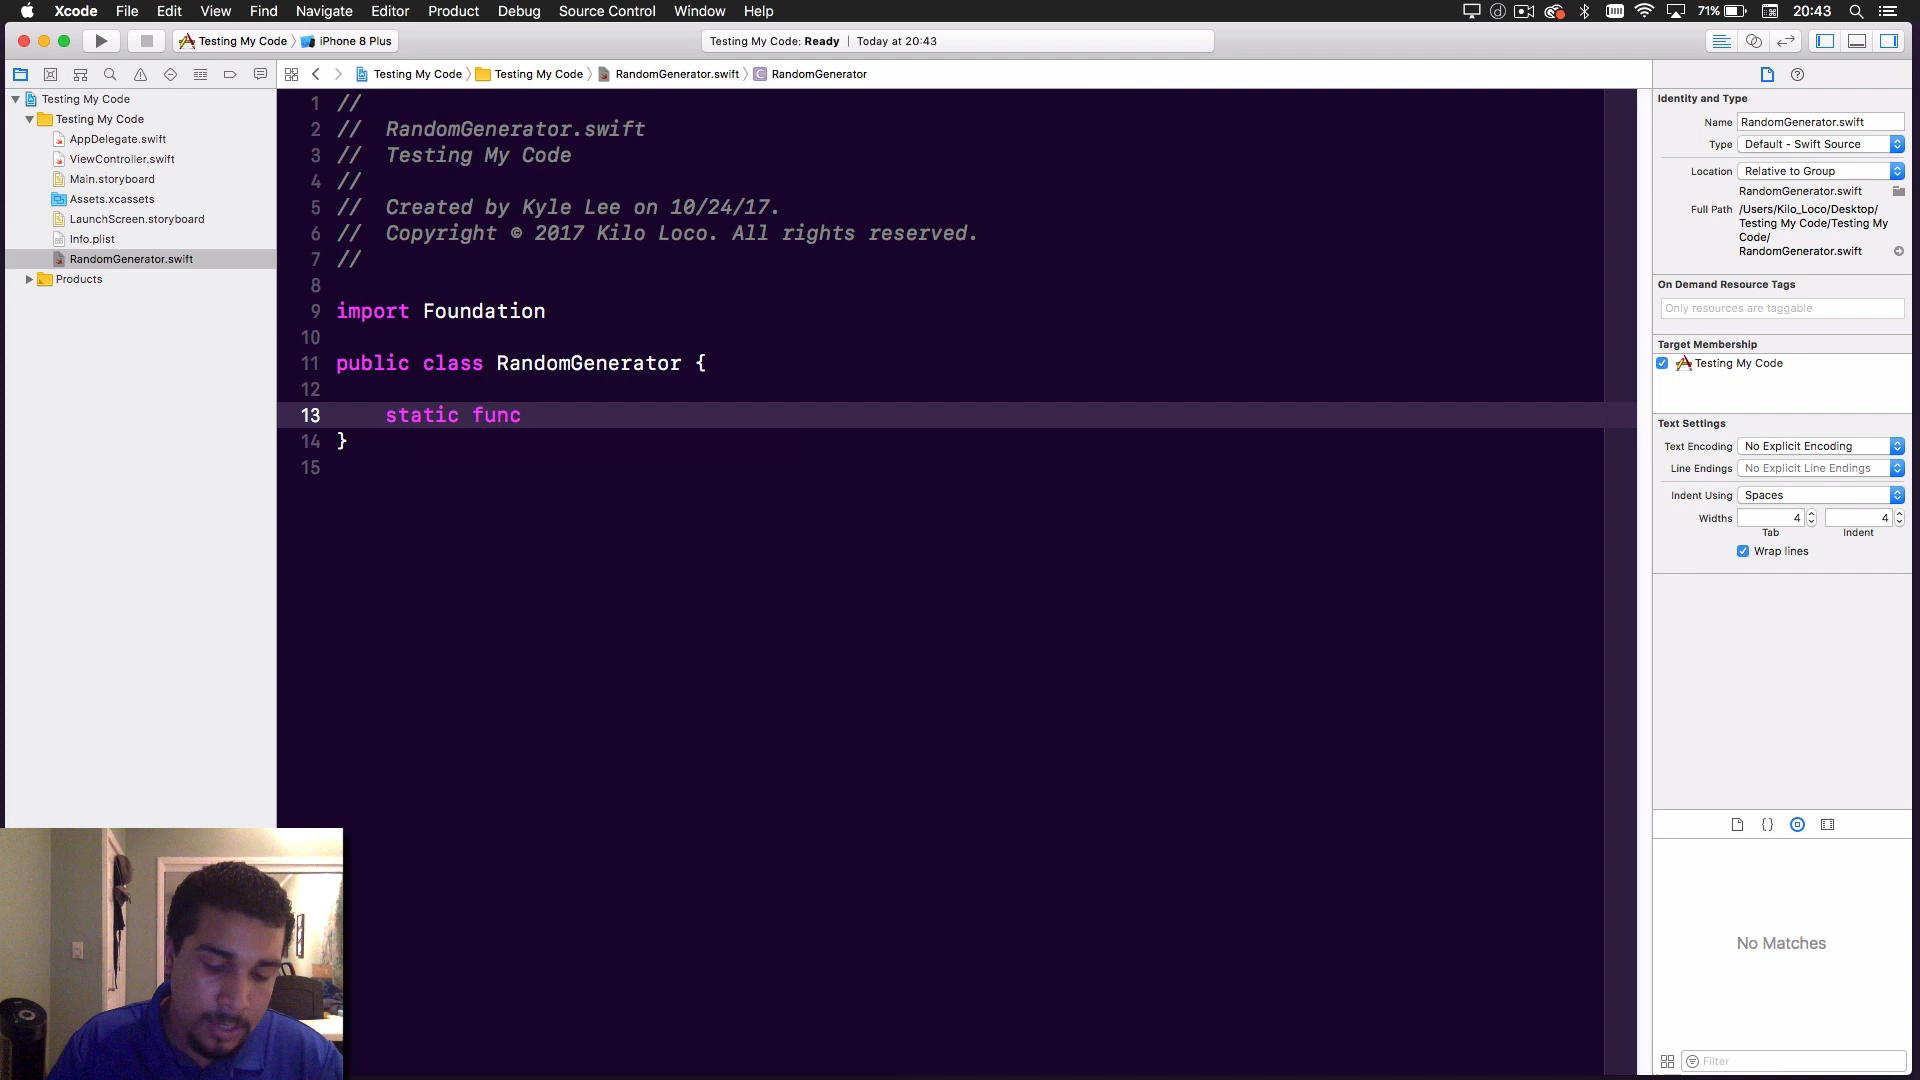 Xcode File Edit View Find Navigate Editor Product Debug Source Control Window Help 71% 20:43
Testing My Code iPhone 8 Plus Testing My Code: Ready | Today at 20:43
Testing My Code Testing My Code RandomGenerator.swift C RandomGenerator
Testing My Code
Testing My Code
AppDelegate.swift
ViewController.swift
Main.storyboard
Assets.xcassets
LaunchScreen.storyboard
Info.plist
RandomGenerator.swift
Products
1 //
2 // RandomGenerator.swift
3 // Testing My Code
4 //
5 // Created by Kyle Lee on 10/24/17.
6 // Copyright © 2017 Kilo Loco. All rights reserved.
7 //
8
9 import Foundation
10
11 public class RandomGenerator {
12
13 static func
14 }
15
Identity and Type
Name RandomGenerator.swift
Type Default - Swift Source
Location Relative to Group
RandomGenerator.swift
Full Path /Users/Kilo_Loco/Desktop/
Testing My Code/Testing My
Code/
RandomGenerator.swift
On Demand Resource Tags
Only resources are taggable
Target Membership
Testing My Code
Text Settings
Text Encoding No Explicit Encoding
Line Endings No Explicit Line Endings
Indent Using Spaces
Widths 4 4
Tab Indent
Wrap lines
{ }
No Matches
Filter